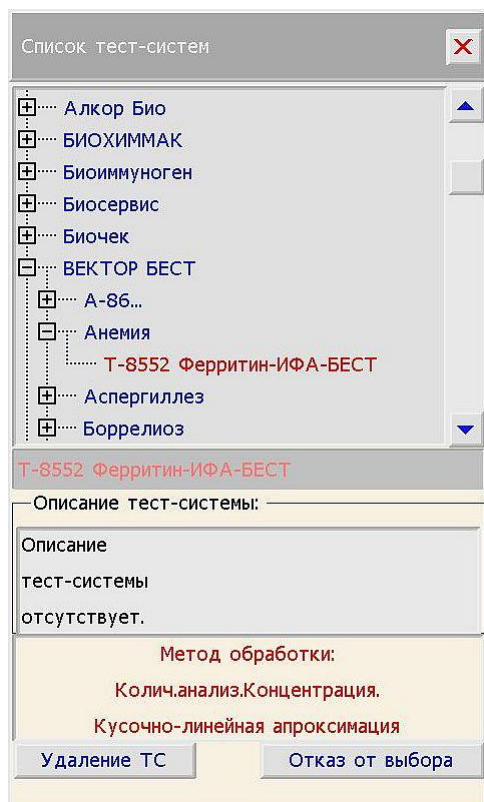 Список тест-систем
Алкор Био
БИОХИММАК
Биоиммуноген
Биосервис
Биочек
ВЕКТОР БЕСТ
А-86...
Анемия
Т-8552 Ферритин-ИФА-БЕСТ
Аспергиллез
Боррелиоз
Т-8552 Ферритин-ИФА-БЕСТ
Описание тест-системы:
Описание
тест-системы
отсутствует.
Метод обработки:
Колич.анализ.Концентрация.
Кусочно-линейная апроксимация
Удаление ТС Отказ от выбора